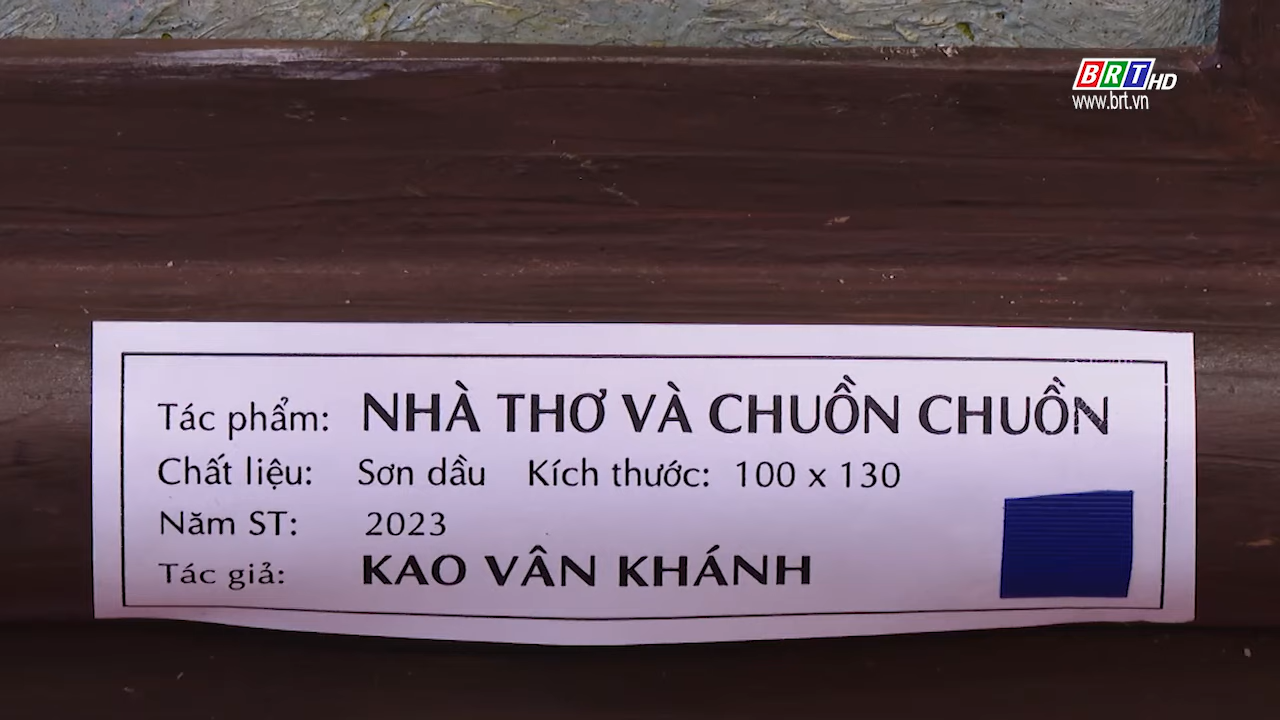 BRT HD
www.brt.vn
Tác phẩm: NHÀ THƠ VÀ CHUỒN CHUỒN
Chất liệu: Sơn dầu Kích thước: 100 x 130
Năm ST: 2023
Tác giả: KAO VÂN KHÁNH